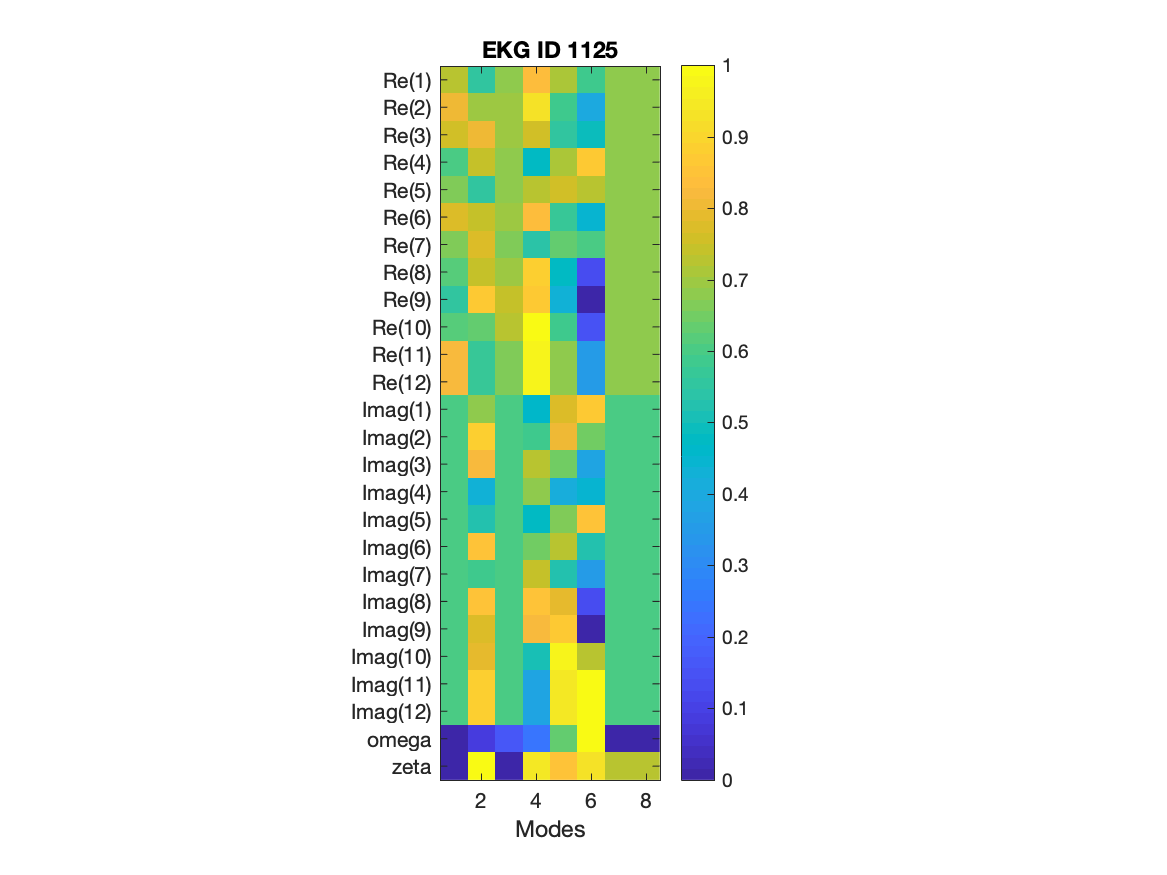 EKG ID 1125
Re(1)
Re(2)
Re(3)
Re(4)
Re(5)
Re(6)
Re(7)
Re(8)
Re(9)
Re(10)
Re(11)
Re(12)
Imag(1)
Imag(2)
Imag(3)
Imag(4)
Imag(5)
Imag(6)
Imag(7)
Imag(8)
Imag(9)
Imag(10)
Imag(11)
Imag(12)
omega
zeta
2 4 6 8
Modes
1
0.9
0.8
0.7
0.6
0.5
0.4
0.3
0.2
0.1
0